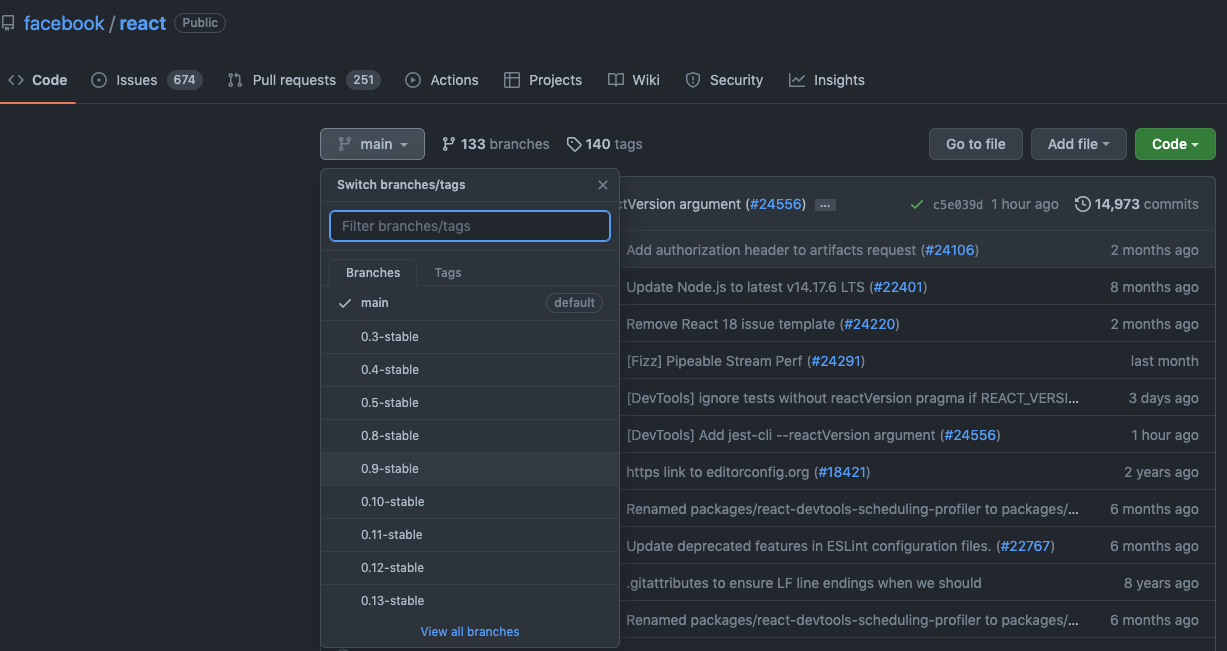 facebook / react Public
Code Issues 674 Pull requests 251 Actions Projects Wiki Security Insights
main 133 branches 140 tags Go to file Add file Code
Switch branches/tags
Filter branches/tags
Branches Tags
main default
0.3-stable
0.4-stable
0.5-stable
0.8-stable
0.9-stable
0.10-stable
0.11-stable
0.12-stable
0.13-stable
View all branches
ctVersion argument (#24556) ... c5e039d 1 hour ago 14,973 commits
Add authorization header to artifacts request (#24106) 2 months ago
Update Node.js to latest v14.17.6 LTS (#22401) 8 months ago
Remove React 18 issue template (#24220) 2 months ago
[Fizz] Pipeable Stream Perf (#24291) last month
[DevTools] ignore tests without reactVersion pragma if REACT_VERSI... 3 days ago
[DevTools] Add jest-cli --reactVersion argument (#24556) 1 hour ago
https link to editorconfig.org (#18421) 2 years ago
Renamed packages/react-devtools-scheduling-profiler to packages/... 6 months ago
Update deprecated features in ESLint configuration files. (#22767) 6 months ago
.gitattributes to ensure LF line endings when we should 8 years ago
Renamed packages/react-devtools-scheduling-profiler to packages/... 6 months ago